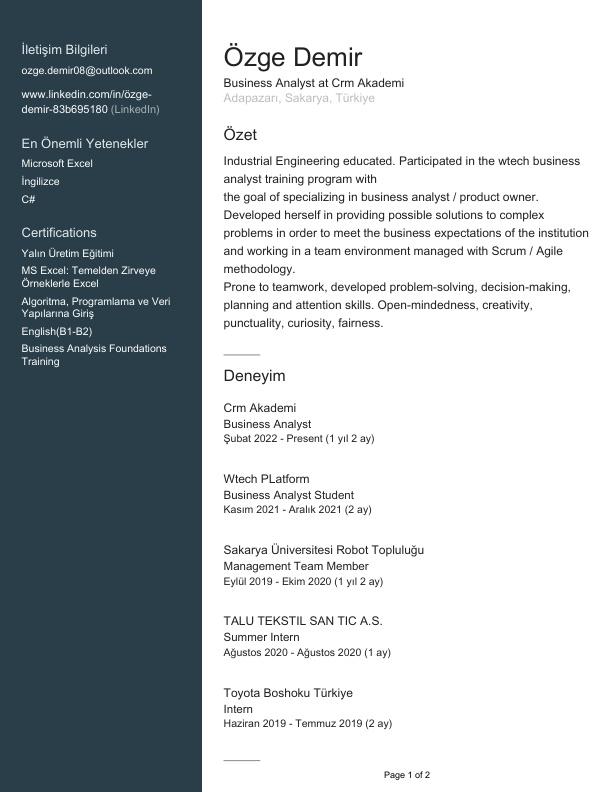 İletişim Bilgileri
ozge.demir08@outlook.com
www.linkedin.com/in/özge-
demir-83b695180 (LinkedIn)
En Önemli Yetenekler
Microsoft Excel
İngilizce
C#
Certifications
Yalın Üretim Eğitimi
MS Excel: Temelden Zirveye
Örneklerle Excel
Algoritma, Programlama ve Veri
Yapılarına Giriş
English(B1-B2)
Business Analysis Foundations
Training
Özge Demir
Business Analyst at Crm Akademi
Adapazarı, Sakarya, Türkiye
Özet
Industrial Engineering educated. Participated in the wtech business
analyst training program with
the goal of specializing in business analyst / product owner.
Developed herself in providing possible solutions to complex
problems in order to meet the business expectations of the institution
and working in a team environment managed with Scrum / Agile
methodology.
Prone to teamwork, developed problem-solving, decision-making,
planning and attention skills. Open-mindedness, creativity,
punctuality, curiosity, fairness.
Deneyim
Crm Akademi
Business Analyst
Şubat 2022 - Present (1 yıl 2 ay)
Wtech PLatform
Business Analyst Student
Kasım 2021 - Aralık 2021 (2 ay)
Sakarya Üniversitesi Robot Topluluğu
Management Team Member
Eylül 2019 - Ekim 2020 (1 yıl 2 ay)
TALU TEKSTIL SAN TIC A.S.
Summer Intern
Ağustos 2020 - Ağustos 2020 (1 ay)
Toyota Boshoku Türkiye
Intern
Haziran 2019 - Temmuz 2019 (2 ay)
Page 1 of 2